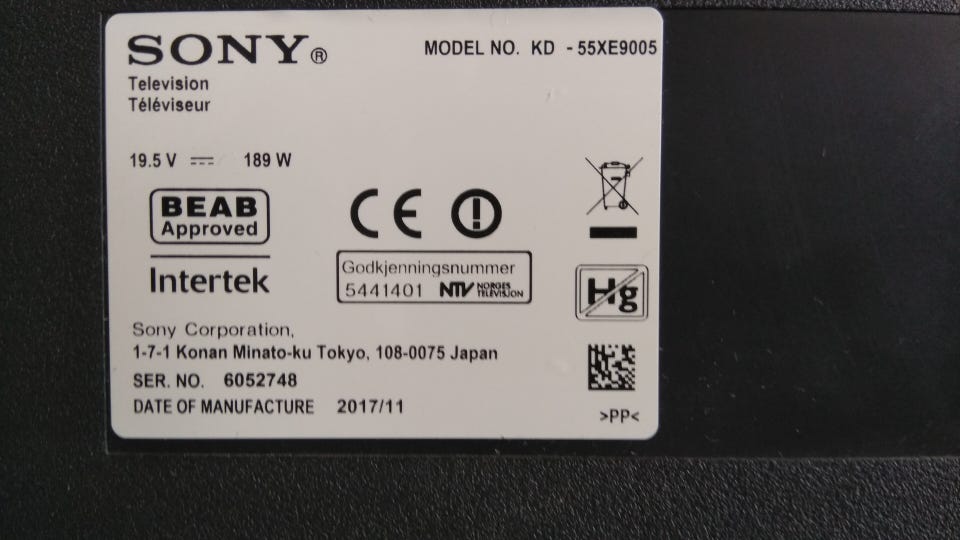 SONY®
MODEL NO. KD - 55XE9005
Television
Téléviseur
19.5 V ⎓ 189 W
BEAB
Approved
Intertek
CE
Godkjenningsnummer
5441401 NTV NORGES
TELEVISJON
Hg
Sony Corporation,
1-7-1 Konan Minato-ku Tokyo, 108-0075 Japan
SER. NO. 6052748
DATE OF MANUFACTURE 2017/11
>PP<